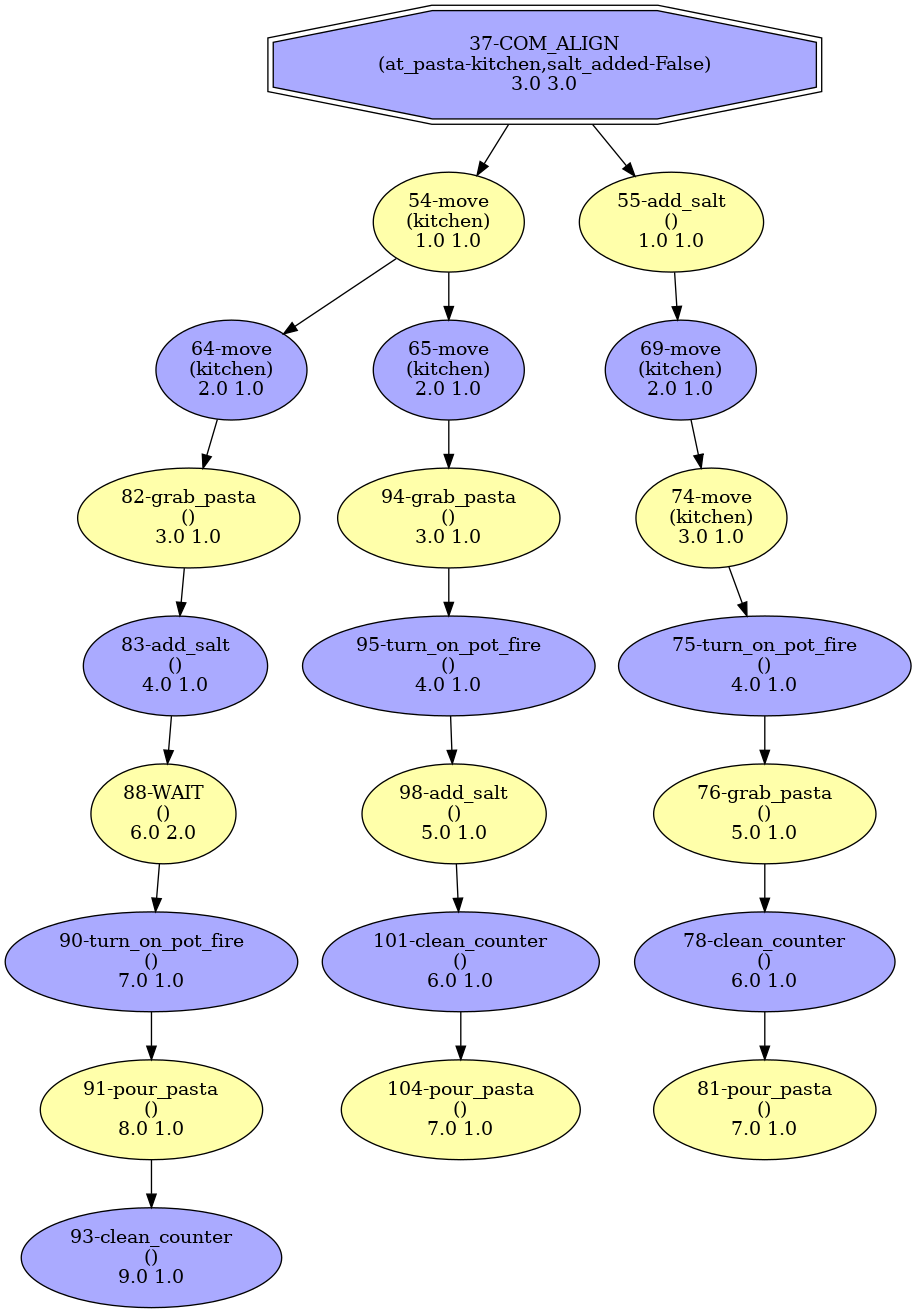 37-COM_ALIGN
(at_pasta-kitchen,salt_added-False)
3.0 3.0
54-move
(kitchen)
1.0 1.0
55-add_salt
()
1.0 1.0
64-move
(kitchen)
2.0 1.0
65-move
(kitchen)
2.0 1.0
69-move
(kitchen)
2.0 1.0
82-grab_pasta
()
3.0 1.0
94-grab_pasta
()
3.0 1.0
74-move
(kitchen)
3.0 1.0
83-add_salt
()
4.0 1.0
95-turn_on_pot_fire
()
4.0 1.0
75-turn_on_pot_fire
()
4.0 1.0
88-WAIT
()
6.0 2.0
98-add_salt
()
5.0 1.0
76-grab_pasta
()
5.0 1.0
90-turn_on_pot_fire
()
7.0 1.0
101-clean_counter
()
6.0 1.0
78-clean_counter
()
6.0 1.0
91-pour_pasta
()
8.0 1.0
104-pour_pasta
()
7.0 1.0
81-pour_pasta
()
7.0 1.0
93-clean_counter
()
9.0 1.0